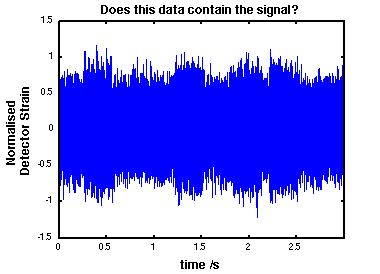 Does this data contain the signal?
1.5
1
0.5
0
-0.5
-1
-1.5
Normalised
Detector Strain
0 0.5 1 1.5 2 2.5
time /s